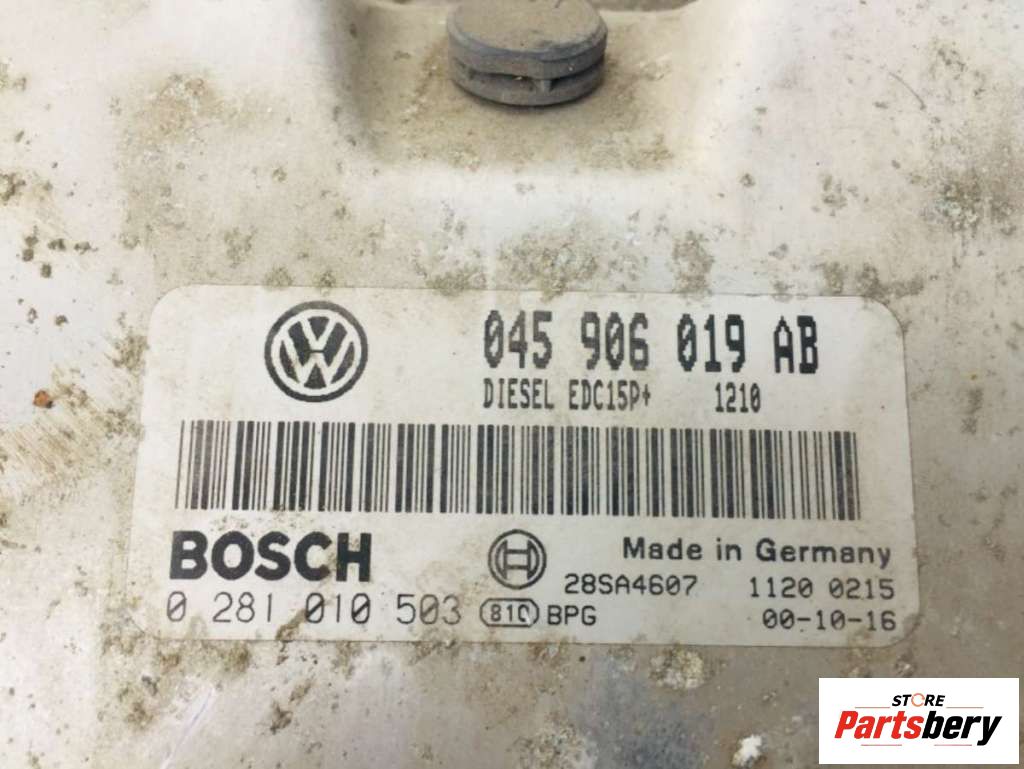 045 906 019 AB
DIESEL EDC15P+ 1210
BOSCH
Made in Germany
28SA4607 1120 0215
0 281 010 503 810 BPG 00-10-16
STORE
Partsbery